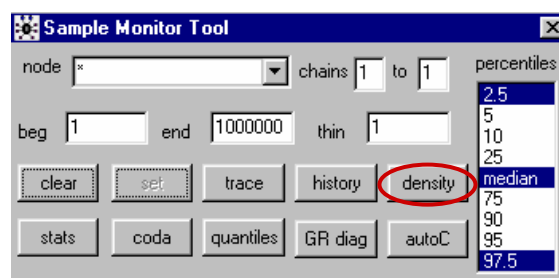 Sample Monitor Tool
node * chains 1 to 1 percentiles
beg 1 end 1000000 thin 1
2.5
5
10
25
median
75
90
95
97.5
clear set trace history density
stats coda quantiles GR diag autoC